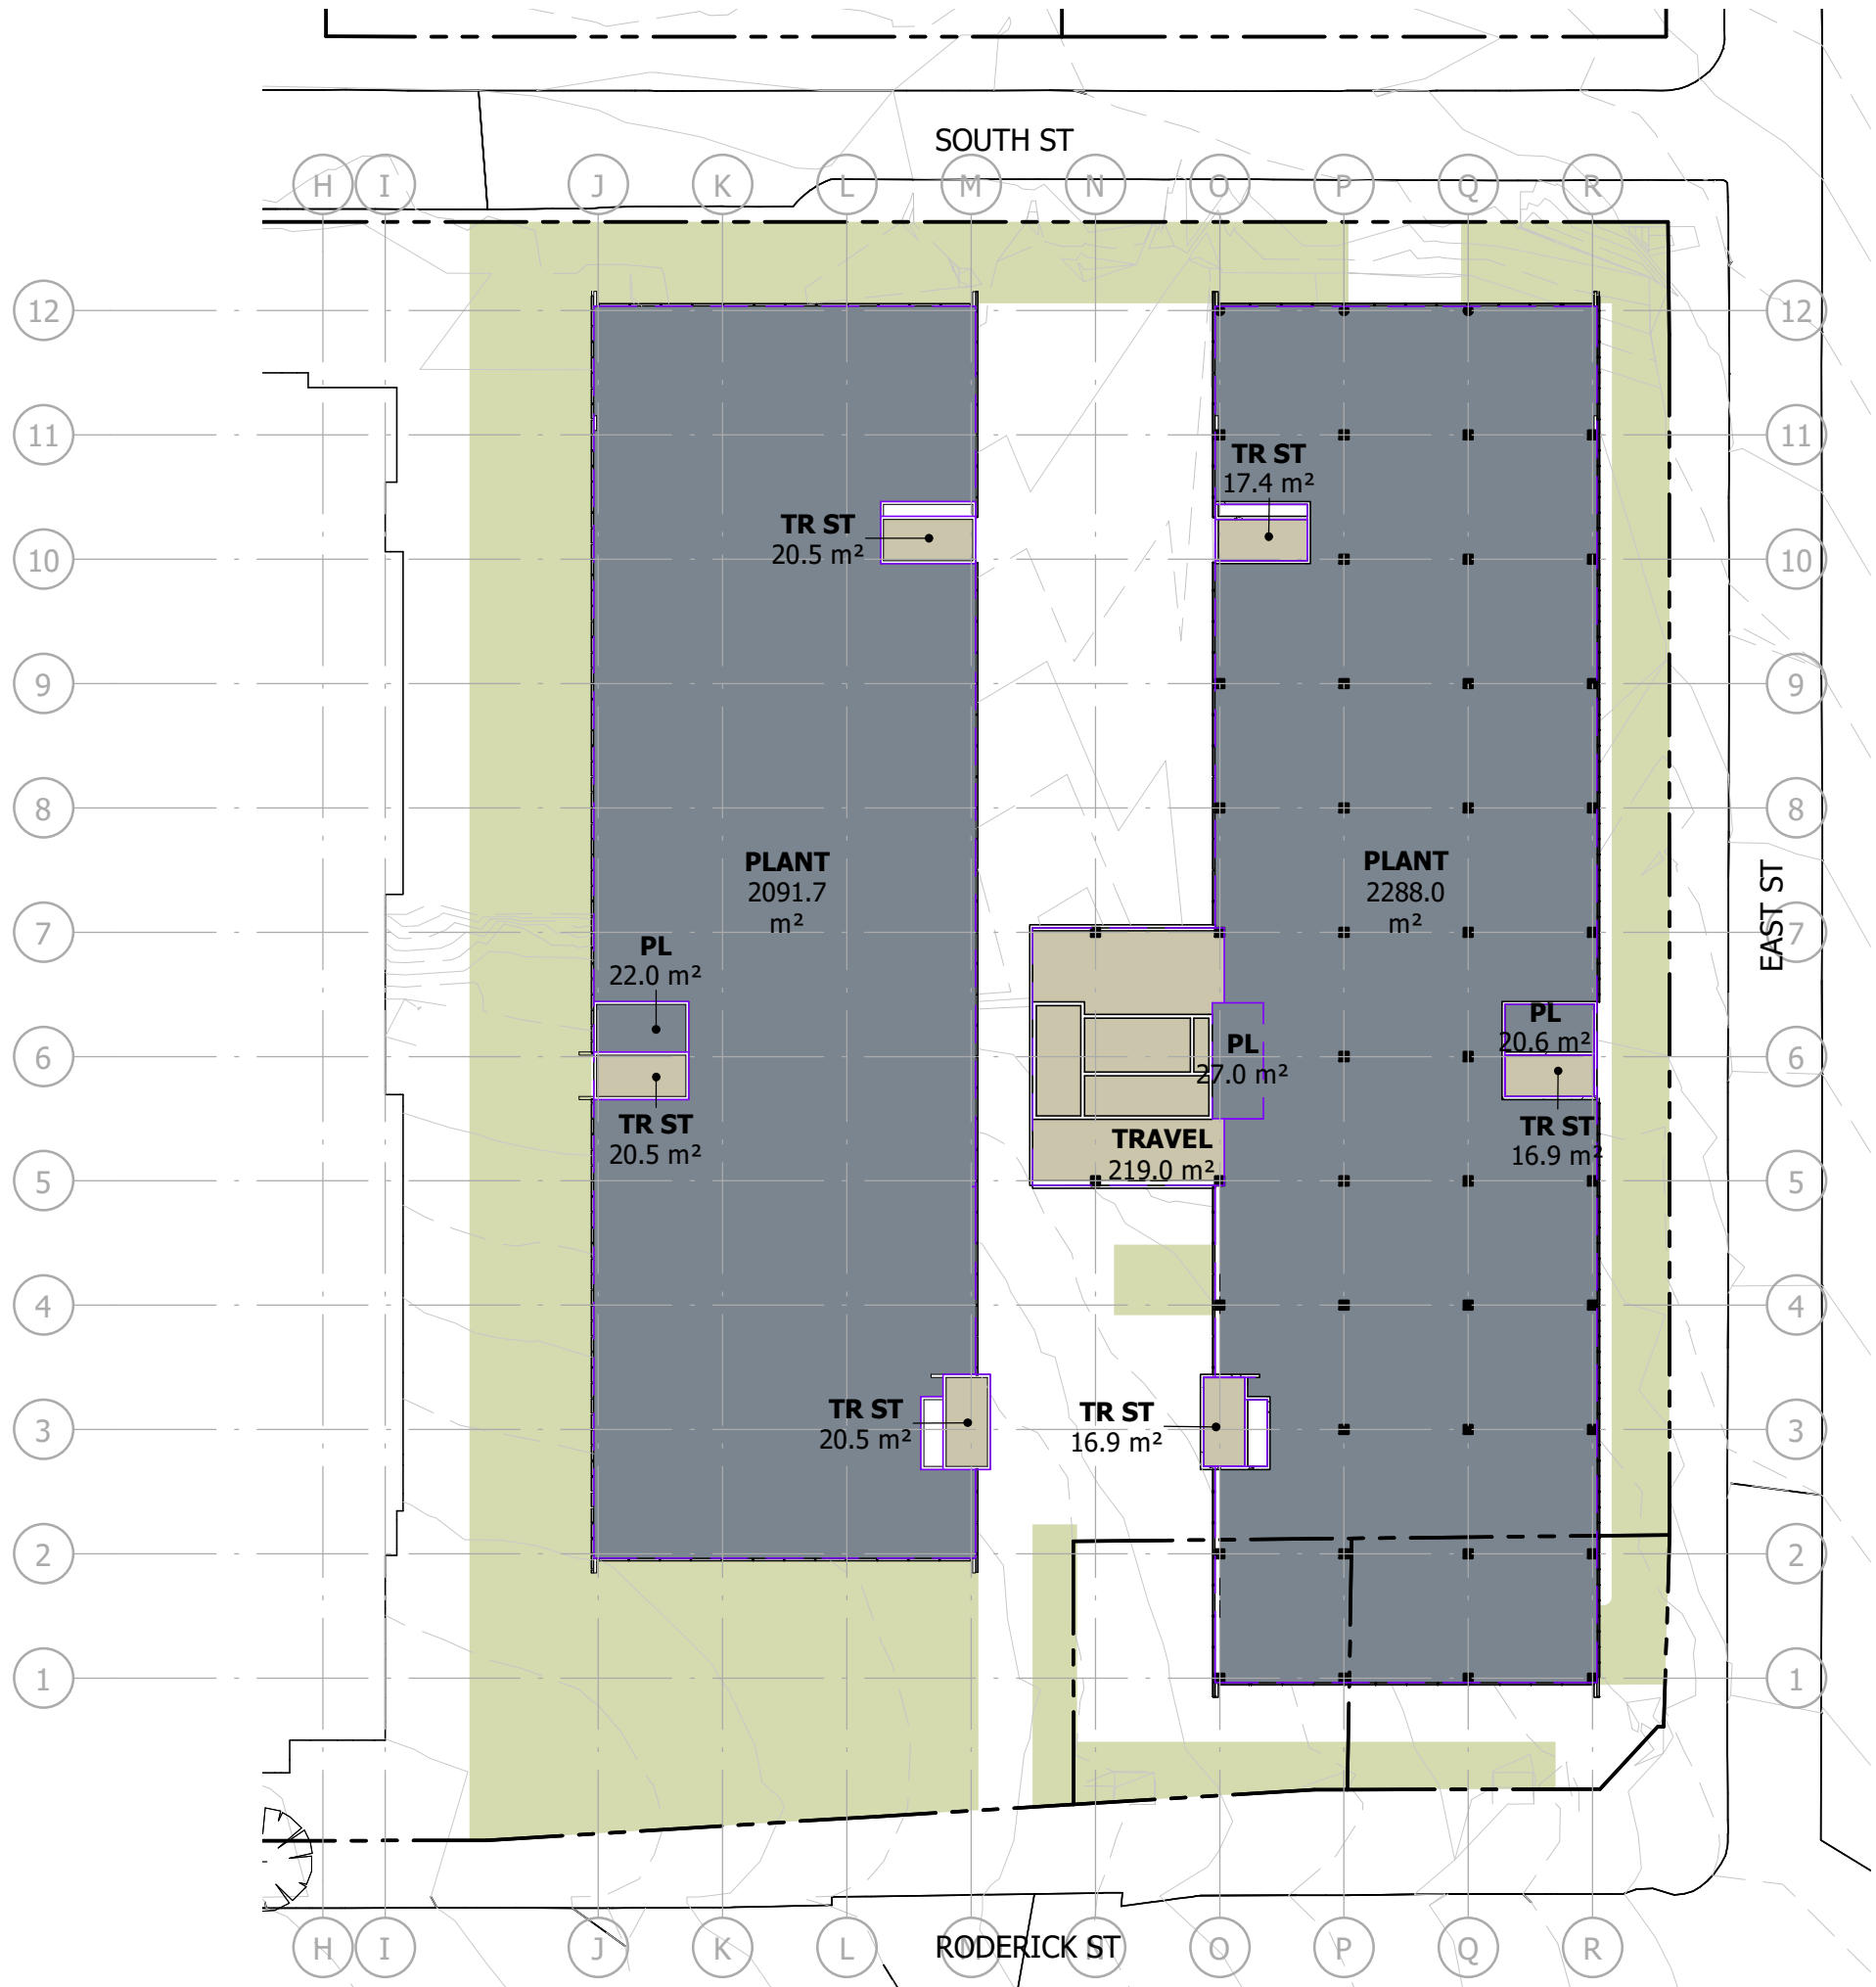 SOUTH ST
H I J K L M N O P Q R
12 12
11 11
TR ST
17.4 m²
TR ST
20.5 m²
10 10
9 9
8 8
PLANT
2091.7
m²
PLANT
2288.0
m²
EAST ST
7 7
PL
22.0 m²
PL
20.6 m²
PL
27.0 m²
6 6
TR ST
20.5 m²
TRAVEL
219.0 m²
TR ST
16.9 m²
5 5
4 4
TR ST
20.5 m²
TR ST
16.9 m²
3 3
2 2
1 1
H I J K L M N O P Q R
RODERICK ST